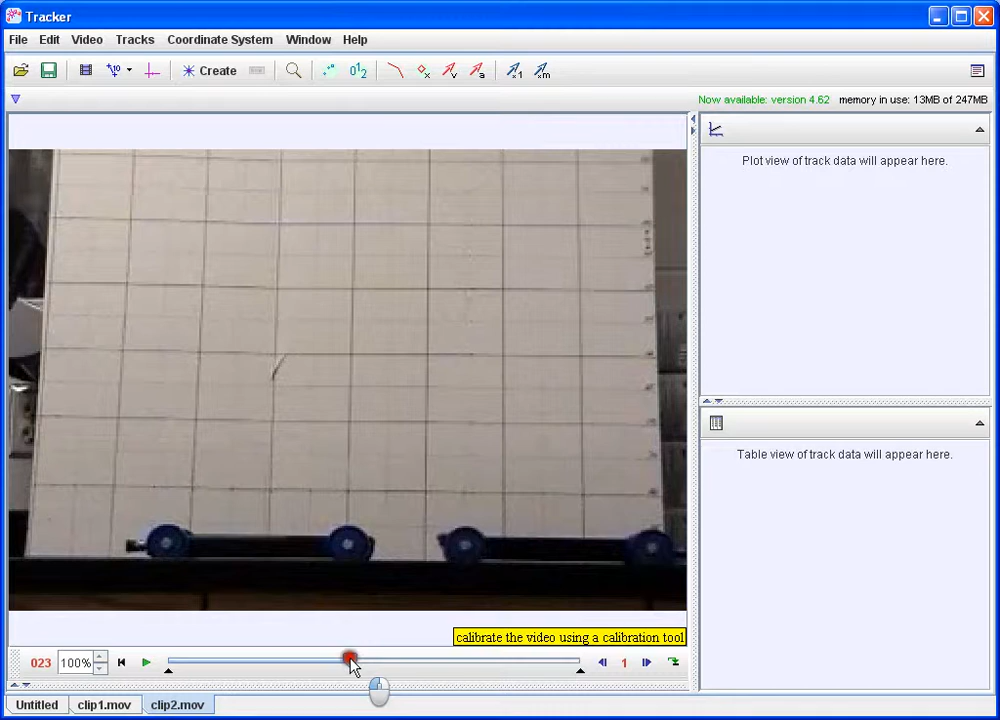 Tracker
File Edit Video Tracks Coordinate System Window Help
Create
Now available: version 4.62 memory in use: 13MB of 247MB
Plot view of track data will appear here.
Table view of track data will appear here.
calibrate the video using a calibration tool
023 100% 1
Untitled clip1.mov clip2.mov